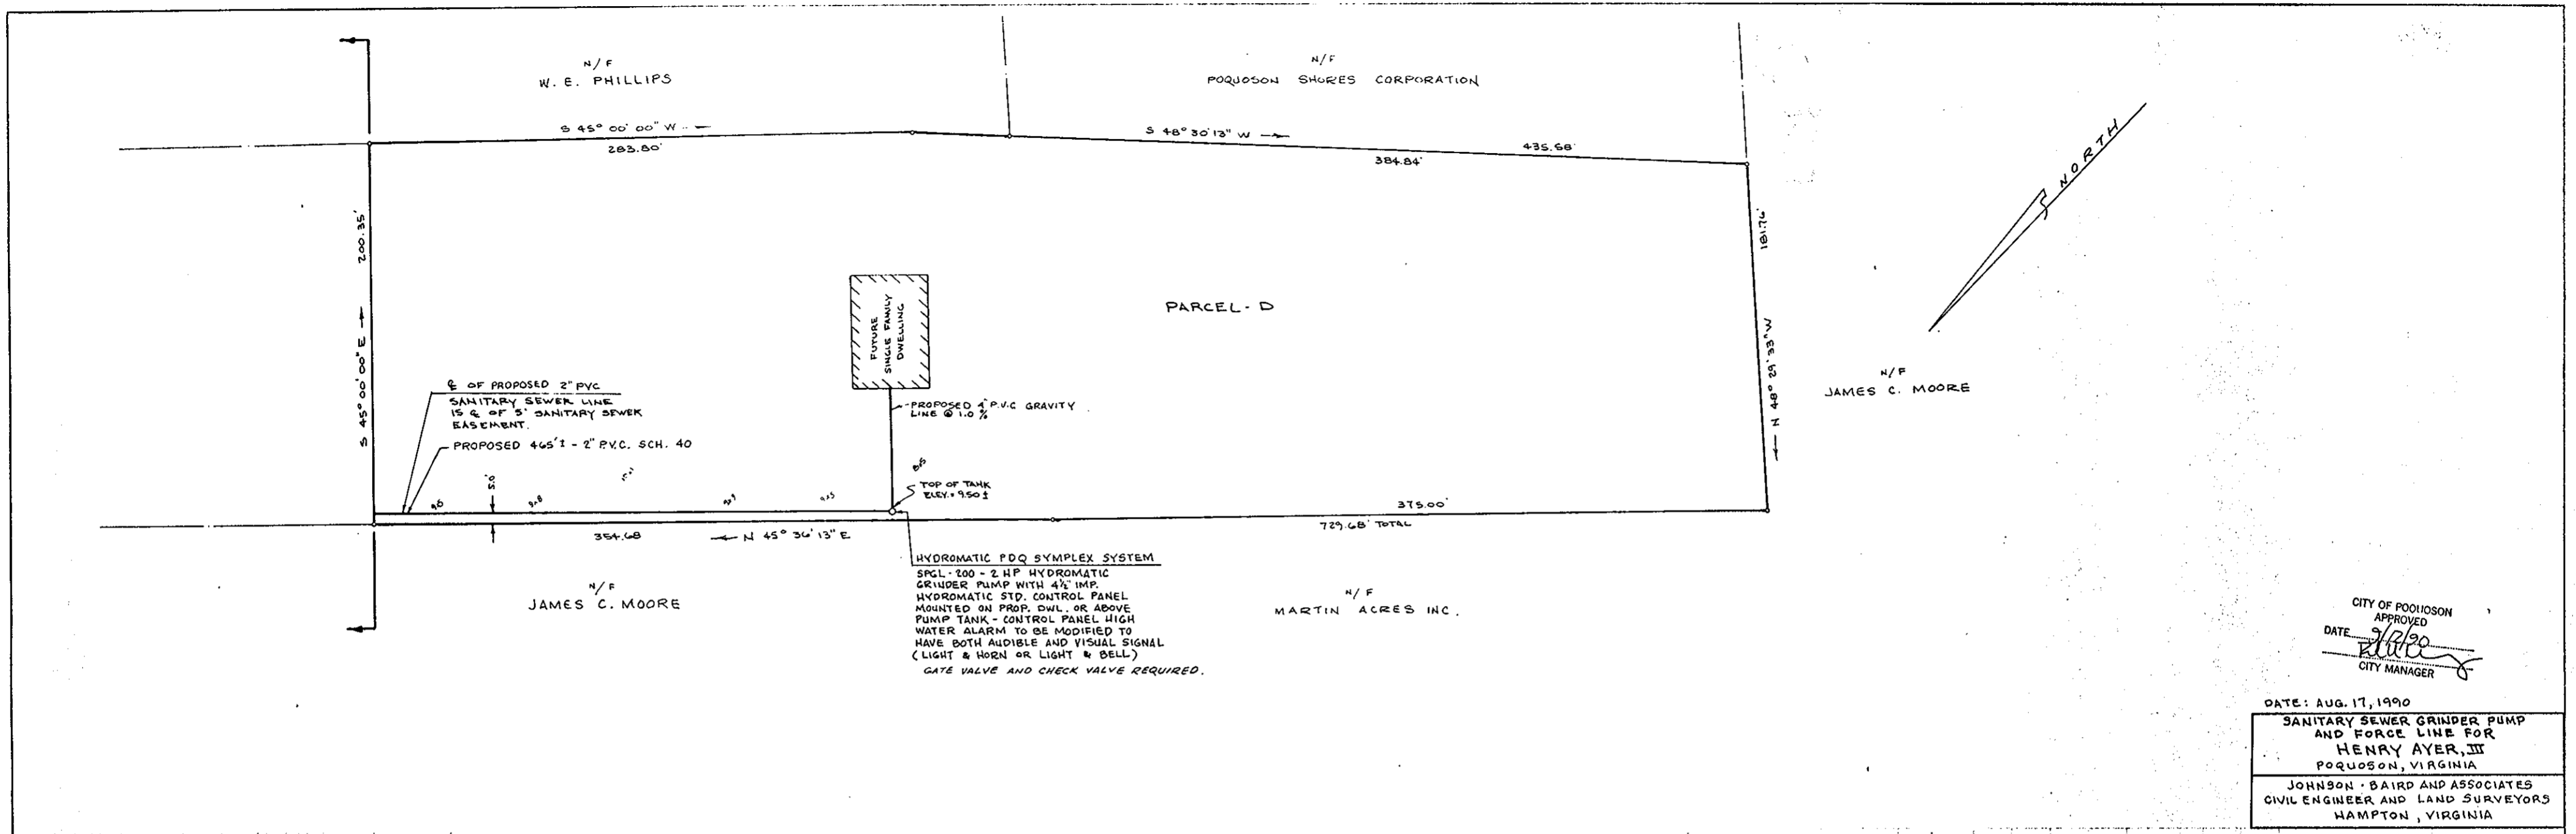 N/F
W. E. PHILLIPS
N/F
POQUOSON SHORES CORPORATION
S 45° 00' 00" W
283.80'
S 48° 30' 13" W
435.68'
384.84'
NORTH
200.35'
S 45° 00' 00" E
181.76'
N 48° 29' 33" W
FUTURE
SINGLE FAMILY
DWELLING
PARCEL - D
N/F
JAMES C. MOORE
℄ OF PROPOSED 2" PVC
SANITARY SEWER LINE
IS ℄ OF 5' SANITARY SEWER
EASEMENT.
PROPOSED 465'± - 2" P.V.C. SCH. 40
PROPOSED 4" P.V.C GRAVITY
LINE @ 1.0 %
5.0'
TOP OF TANK
ELEV. = 9.50 ±
375.00'
729.68' TOTAL
354.68
N 45° 36' 13" E
HYDROMATIC PDQ SYMPLEX SYSTEM
SPGL - 200 - 2 HP HYDROMATIC
GRINDER PUMP WITH 4½" IMP.
HYDROMATIC STD. CONTROL PANEL
MOUNTED ON PROP. DWL. OR ABOVE
PUMP TANK - CONTROL PANEL HIGH
WATER ALARM TO BE MODIFIED TO
HAVE BOTH AUDIBLE AND VISUAL SIGNAL
( LIGHT & HORN OR LIGHT & BELL )
GATE VALVE AND CHECK VALVE REQUIRED.
N/F
JAMES C. MOORE
N/F
MARTIN ACRES INC.
CITY OF POQUOSON
APPROVED
DATE
CITY MANAGER
DATE: AUG. 17, 1990
SANITARY SEWER GRINDER PUMP
AND FORCE LINE FOR
HENRY AYER, III
POQUOSON, VIRGINIA
JOHNSON · BAIRD AND ASSOCIATES
CIVIL ENGINEER AND LAND SURVEYORS
HAMPTON, VIRGINIA